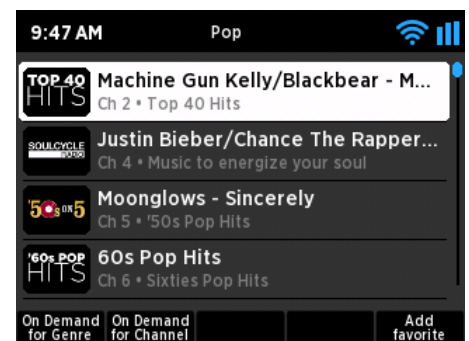 9:47 AM Pop
TOP 40 HITS
Machine Gun Kelly/Blackbear - M...
Ch 2 • Top 40 Hits
SOULCYCLE RADIO
Justin Bieber/Chance The Rapper...
Ch 4 • Music to energize your soul
'50s ON 5
Moonglows - Sincerely
Ch 5 • '50s Pop Hits
'60s POP HITS
60s Pop Hits
Ch 6 • Sixties Pop Hits
On Demand for Genre
On Demand for Channel
Add favorite